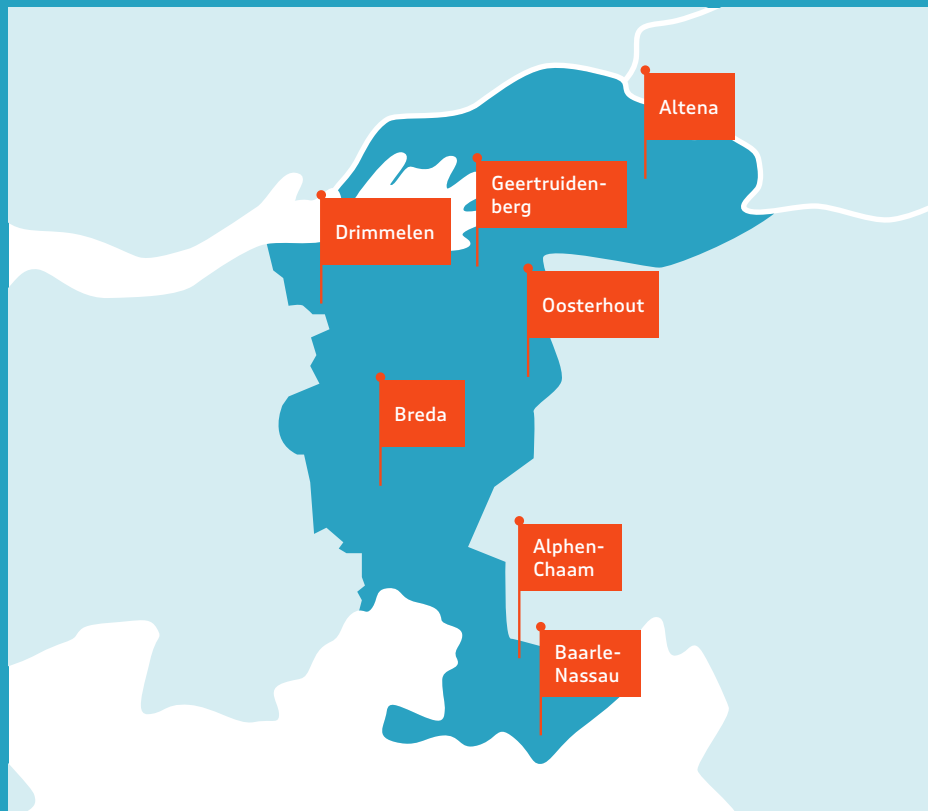 Altena
Geertruiden-
berg
Drimmelen
Oosterhout
Breda
Alphen-
Chaam
Baarle-
Nassau